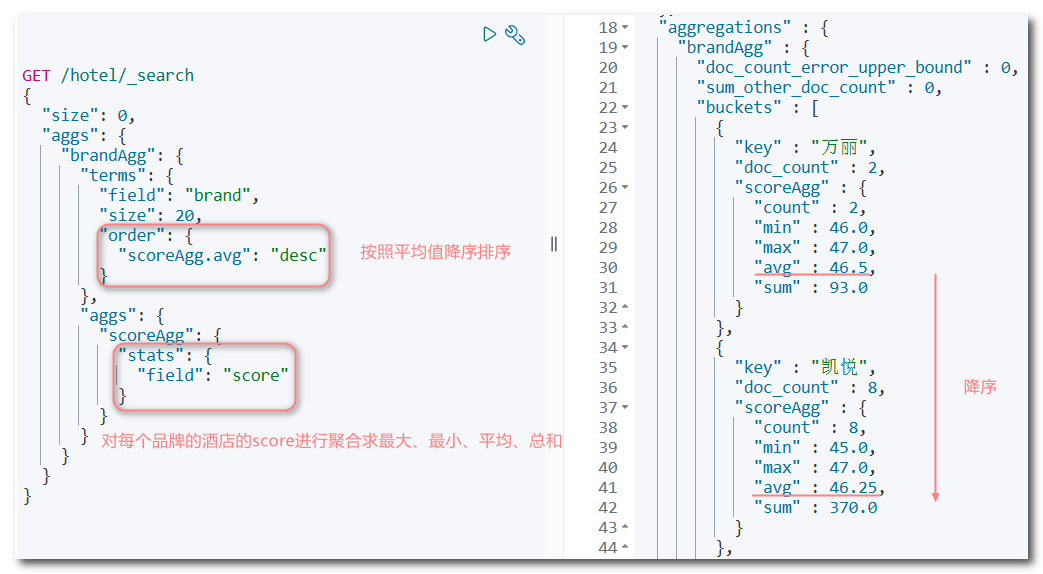 GET /hotel/_search
{
  "size": 0,
  "aggs": {
    "brandAgg": {
      "terms": {
        "field": "brand",
        "size": 20,
        "order": {
          "scoreAgg.avg": "desc"
        }
      },
      "aggs": {
        "scoreAgg": {
          "stats": {
            "field": "score"
          }
        }
      }
    }
  }
}
按照平均值降序排序
对每个品牌的酒店的score进行聚合求最大、最小、平均、总和
18 "aggregations" : {
19 "brandAgg" : {
20 "doc_count_error_upper_bound" : 0,
21 "sum_other_doc_count" : 0,
22 "buckets" : [
23 {
24 "key" : "万丽",
25 "doc_count" : 2,
26 "scoreAgg" : {
27 "count" : 2,
28 "min" : 46.0,
29 "max" : 47.0,
30 "avg" : 46.5,
31 "sum" : 93.0
32 }
33 },
34 {
35 "key" : "凯悦",
36 "doc_count" : 8,
37 "scoreAgg" : {
38 "count" : 8,
39 "min" : 45.0,
40 "max" : 47.0,
41 "avg" : 46.25,
42 "sum" : 370.0
43 }
44 },
降序